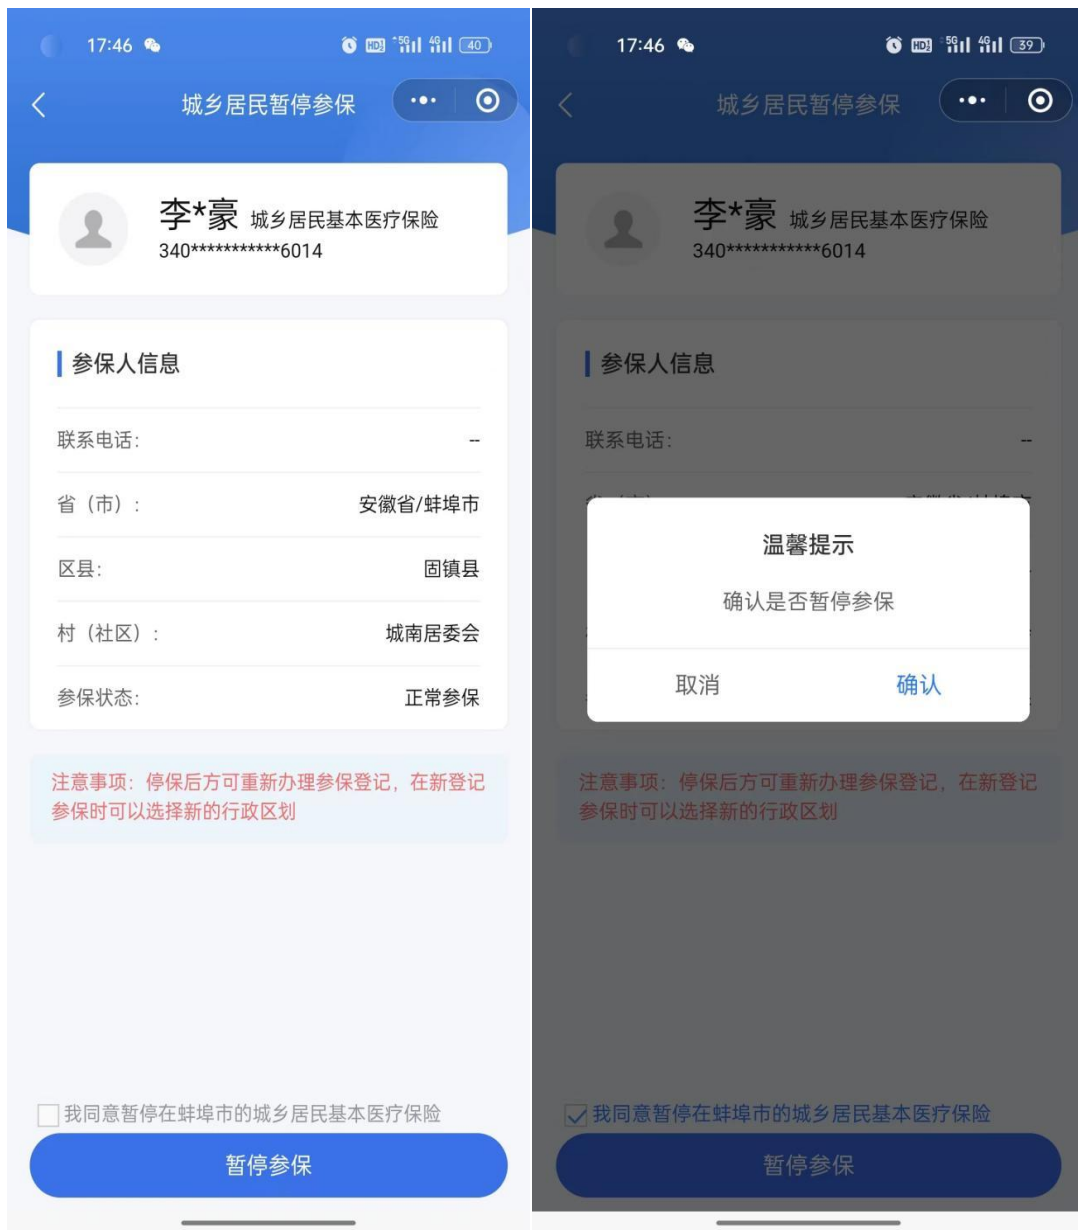 17:46
HD2 5G 4G 40
城乡居民暂停参保
李*豪 城乡居民基本医疗保险
340***********6014
参保人信息
联系电话: --
省（市）: 安徽省/蚌埠市
区县: 固镇县
村（社区）: 城南居委会
参保状态: 正常参保
注意事项：停保后方可重新办理参保登记，在新登记
参保时可以选择新的行政区划
我同意暂停在蚌埠市的城乡居民基本医疗保险
暂停参保
17:46
HD2 5G 4G 39
城乡居民暂停参保
李*豪 城乡居民基本医疗保险
340***********6014
参保人信息
联系电话: --
温馨提示
确认是否暂停参保
取消 确认
注意事项：停保后方可重新办理参保登记，在新登记
参保时可以选择新的行政区划
我同意暂停在蚌埠市的城乡居民基本医疗保险
暂停参保